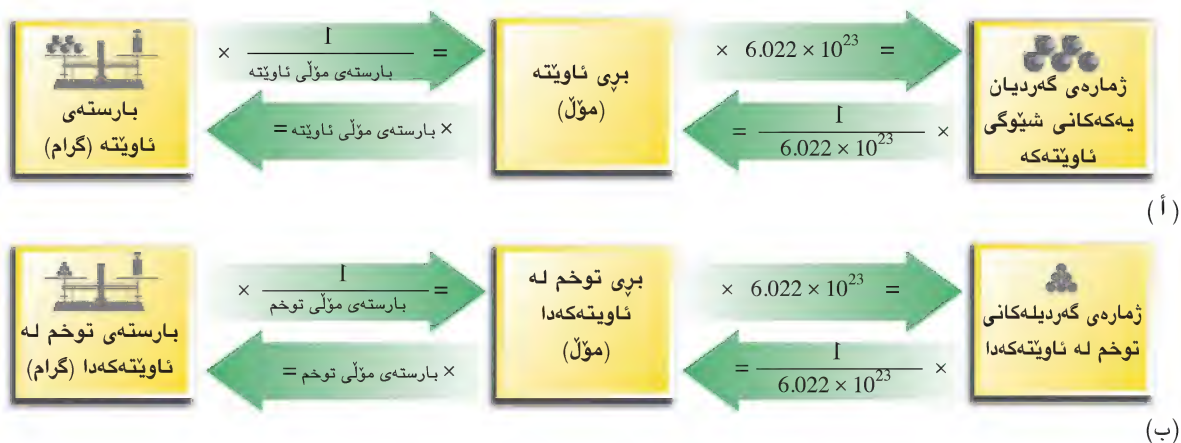 بارستەی
ئاوێتە (گرام)
× 1/بارستەی مۆڵی ئاوێتە =
× بارستەی مۆڵی ئاوێتە =
بڕی ئاوێتە
(مۆڵ)
× 6.022 × 10²³ =
× 1/6.022 × 10²³ =
ژمارەی گەردیان
یەکەکانی شێوگی
ئاوێتەکە
(أ)
بارستەی توخم لە
ئاوێتەکەدا (گرام)
× 1/بارستەی مۆڵی توخم =
× بارستەی مۆڵی توخم =
بڕی توخم لە
ئاویتەکەدا
(مۆڵ)
× 6.022 × 10²³ =
× 1/6.022 × 10²³ =
ژمارەی گەردیلەکانی
توخم لە ئاوێتەکەدا
(ب)